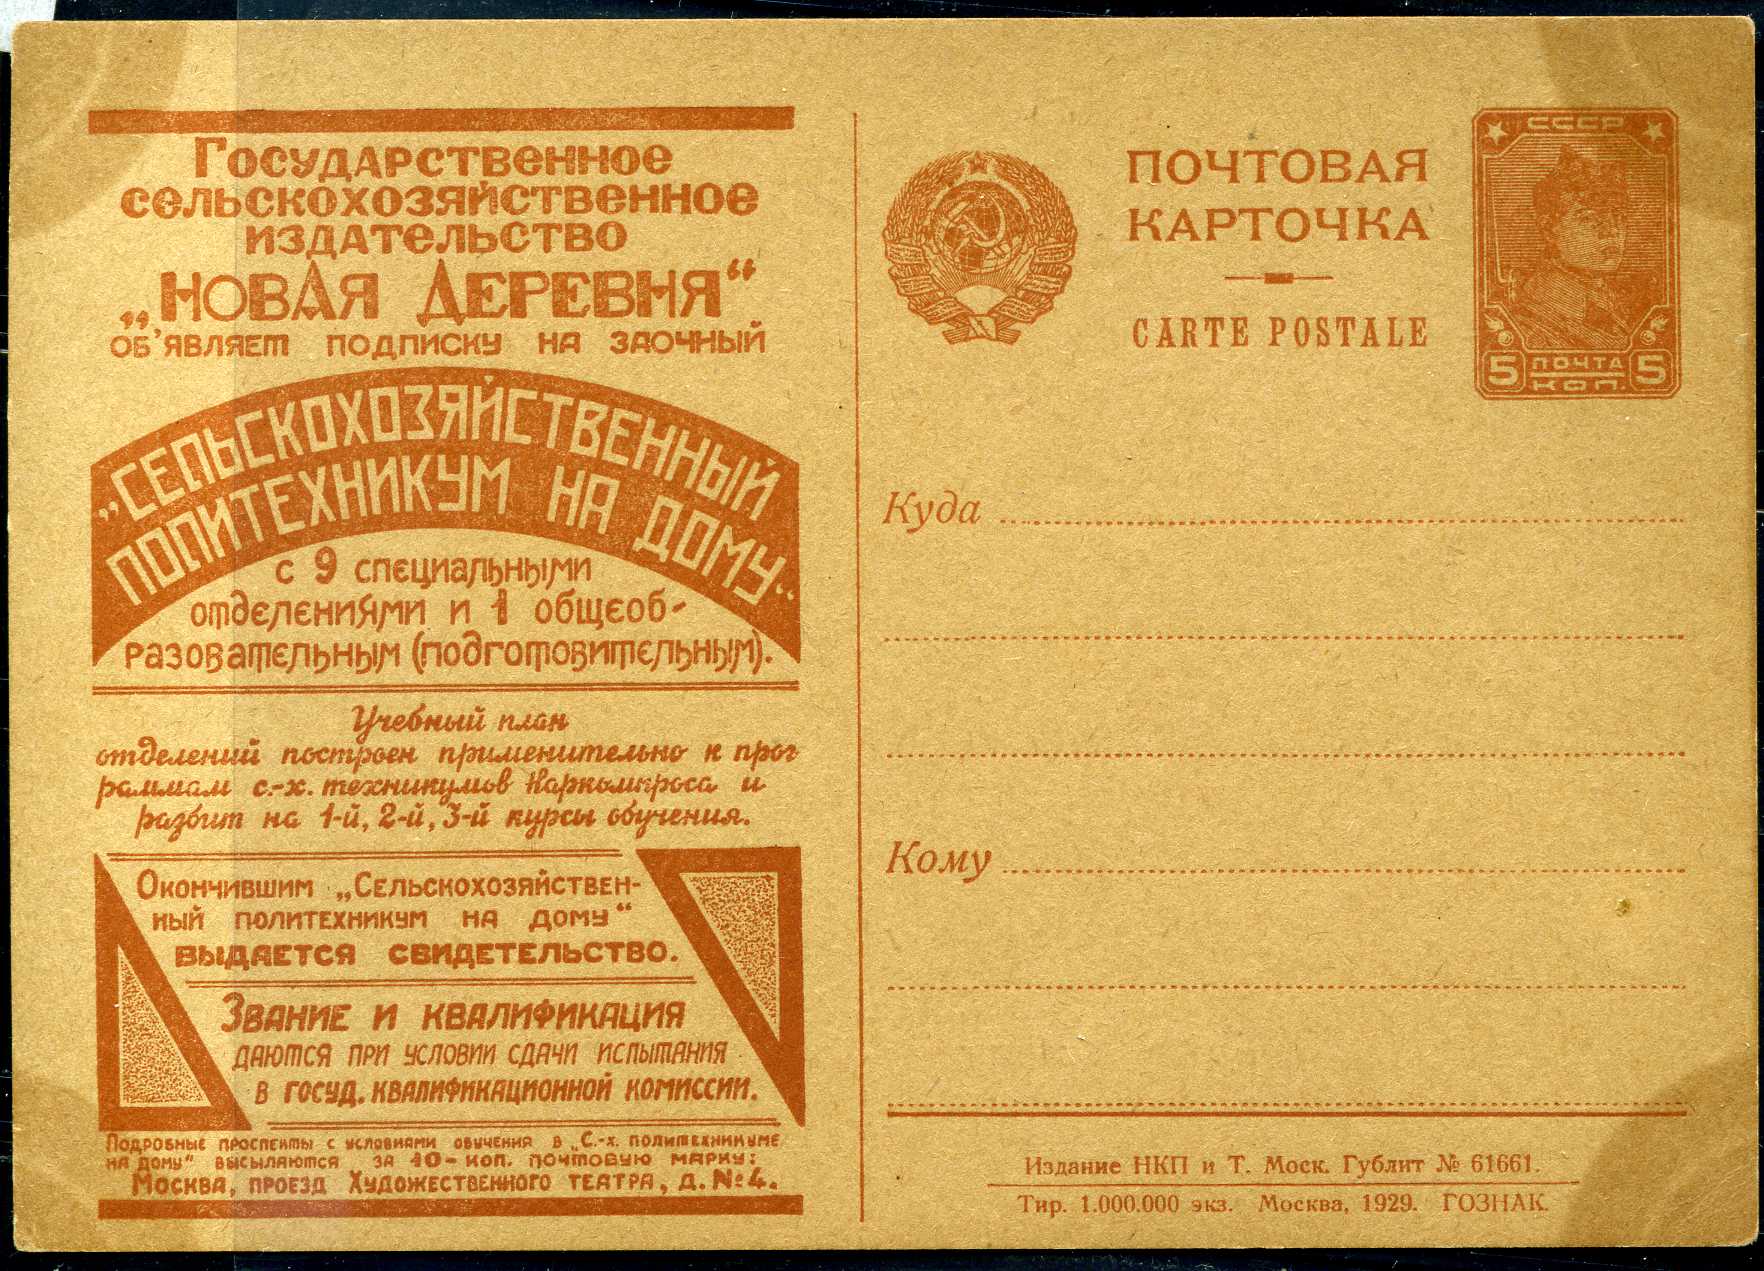 Государственное
сельскохозяйственное
издательство
„Новая Деревня“
об'являет подписку на заочный
„Сельскохозяйственный
политехникум на дому“
с 9 специальными
отделениями и 1 общеоб-
разовательным (подготовительным).
Учебный план
отделений построен применительно к прог
раммам с.-х. техникумов Наркомпроса и
разбит на 1-й, 2-й, 3-й курсы обучения.
Окончившим „Сельскохозяйствен-
ный политехникум на дому“
выдается свидетельство.
Звание и квалификация
даются при условии сдачи испытания
в госуд. квалификационной комиссии.
Подробные проспекты с условиями обучения в „С.-х. политехникуме
на дому“ высылаются за 10-коп. почтовую марку:
Москва, проезд Художественного театра, д. № 4.
ПОЧТОВАЯ
КАРТОЧКА
CARTE POSTALE
СССР
5 ПОЧТА 5
КОП.
Куда
Кому
Издание НКП и Т. Моск. Гублит № 61661.
Тир. 1.000.000 экз. Москва, 1929. ГОЗНАК.